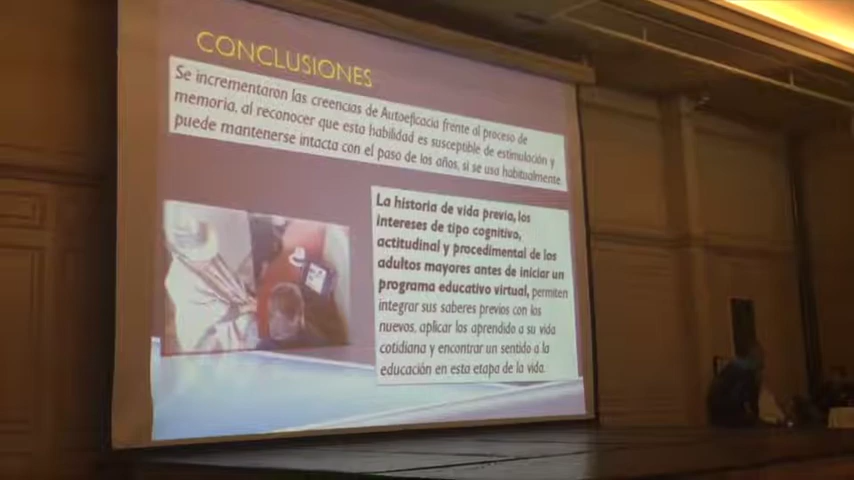 CONCLUSIONES
Se incrementaron las creencias de Autoeficacia frente al proceso de
memoria, al reconocer que esta habilidad es susceptible de estimulación y
puede mantenerse intacta con el paso de los años, si se usa habitualmente.
La historia de vida previa, los
intereses de tipo cognitivo,
actitudinal y procedimental de los
adultos mayores antes de iniciar un
programa educativo virtual, permiten
integrar sus saberes previos con los
nuevos, aplicar lo aprendido a su vida
cotidiana y encontrar un sentido a la
educación en esta etapa de la vida.